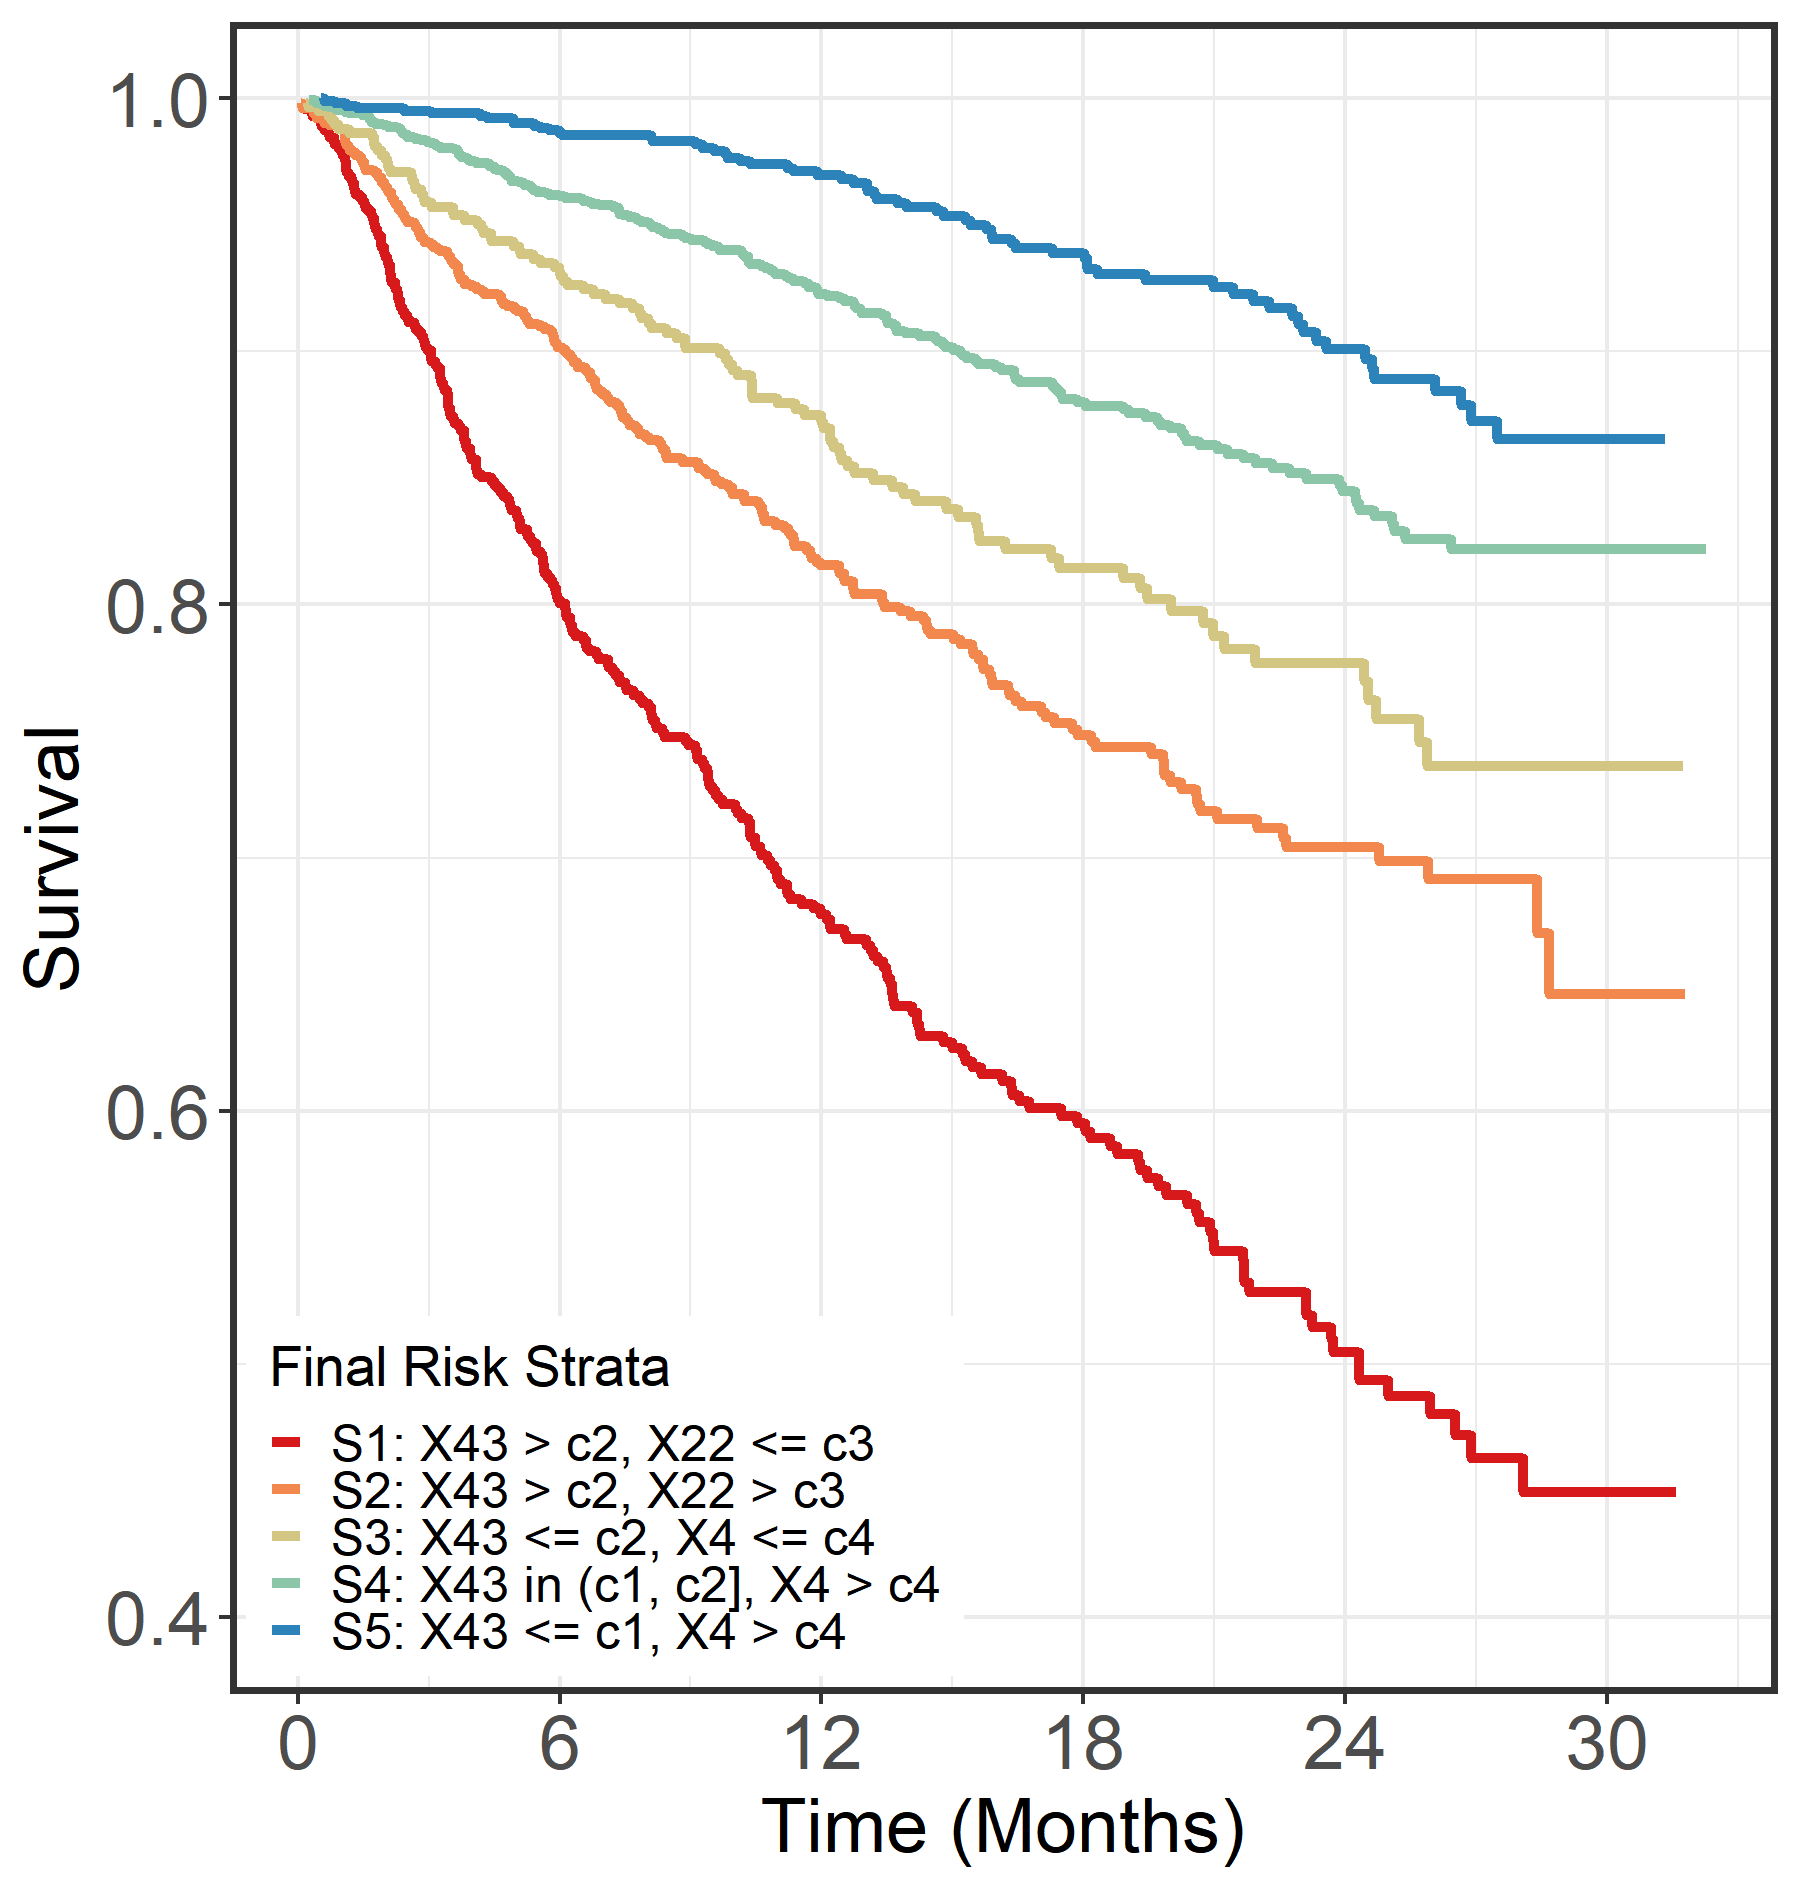 1.0
0.8
0.6
0.4
Survival
Final Risk Strata
S1: X43 > c2, X22 <= c3
S2: X43 > c2, X22 > c3
S3: X43 <= c2, X4 <= c4
S4: X43 in (c1, c2], X4 > c4
S5: X43 <= c1, X4 > c4
0 6 12 18 24 30
Time (Months)